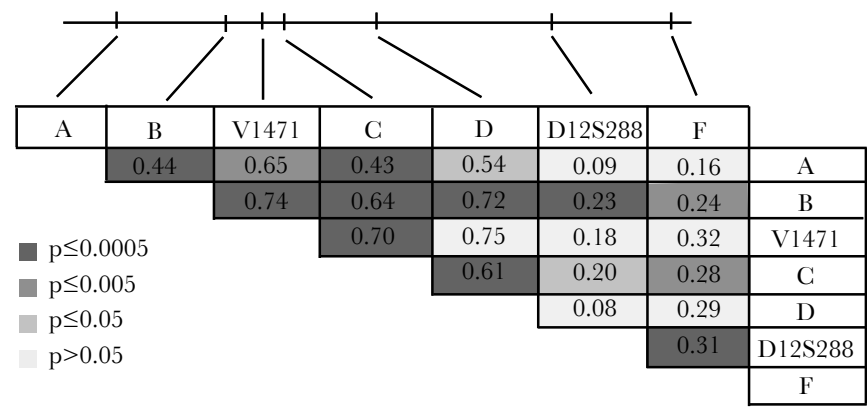 A B V1471 C D D12S288 F
0.44 0.65 0.43 0.54 0.09 0.16 A
0.74 0.64 0.72 0.23 0.24 B
0.70 0.75 0.18 0.32 V1471
p≤0.0005
0.61 0.20 0.28 C
p≤0.005
0.08 0.29 D
p≤0.05
0.31 D12S288
p>0.05
F